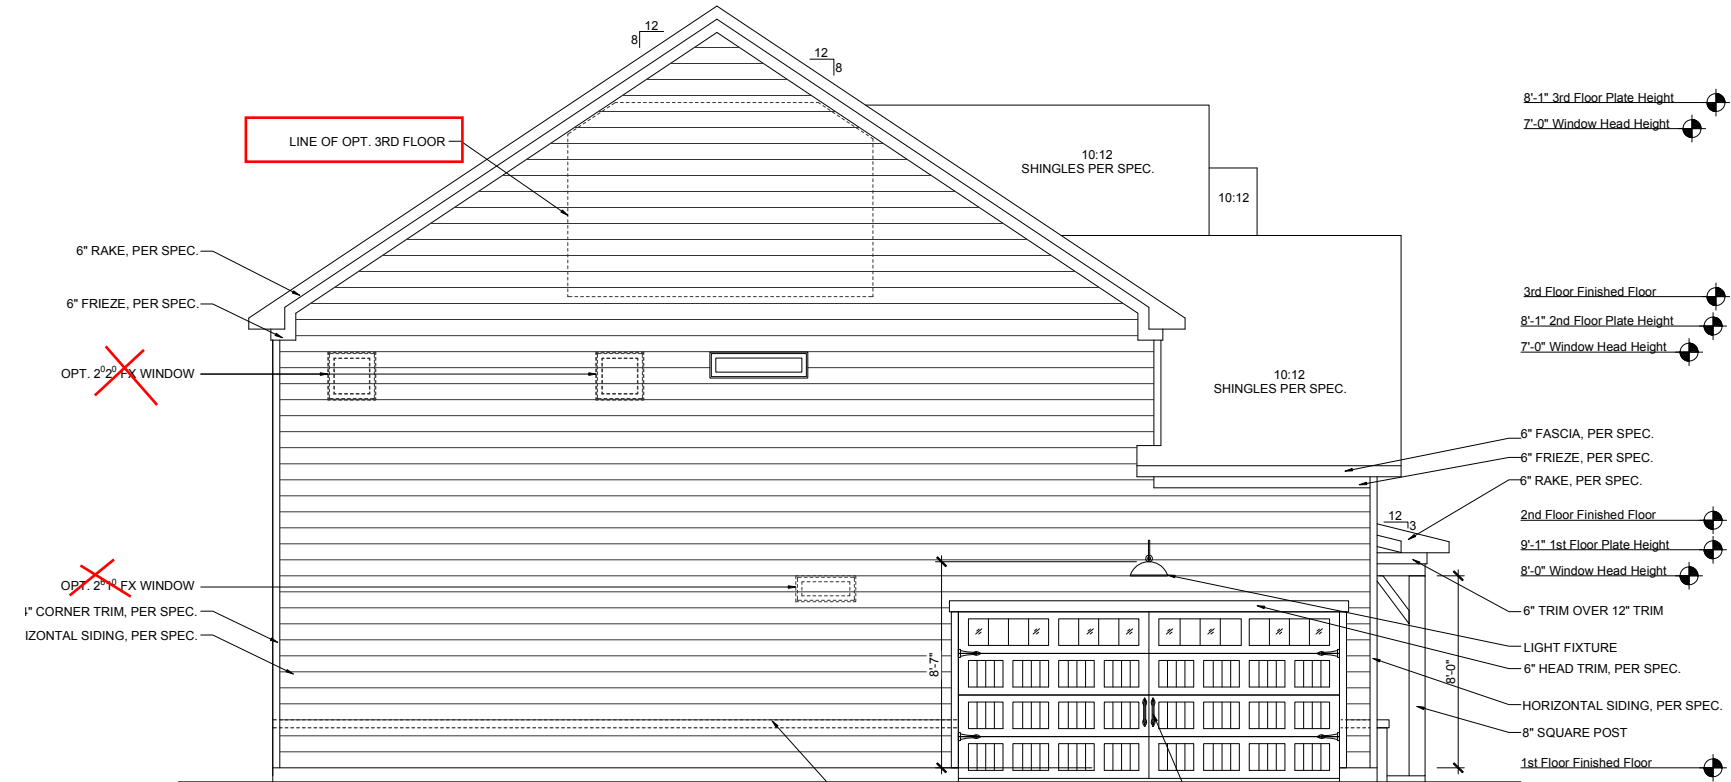 12
8
12
8
8'-1" 3rd Floor Plate Height
7'-0" Window Head Height
LINE OF OPT. 3RD FLOOR
10:12
SHINGLES PER SPEC.
10:12
6" RAKE, PER SPEC.
6" FRIEZE, PER SPEC.
3rd Floor Finished Floor
8'-1" 2nd Floor Plate Height
7'-0" Window Head Height
OPT. 2⁰2⁰ FX WINDOW
10:12
SHINGLES PER SPEC.
6" FASCIA, PER SPEC.
6" FRIEZE, PER SPEC.
6" RAKE, PER SPEC.
12
3
2nd Floor Finished Floor
9'-1" 1st Floor Plate Height
8'-0" Window Head Height
OPT. FX WINDOW
4" CORNER TRIM, PER SPEC.
IZONTAL SIDING, PER SPEC.
6" TRIM OVER 12" TRIM
LIGHT FIXTURE
6" HEAD TRIM, PER SPEC.
8'-7"
8'-0"
HORIZONTAL SIDING, PER SPEC.
8" SQUARE POST
1st Floor Finished Floor